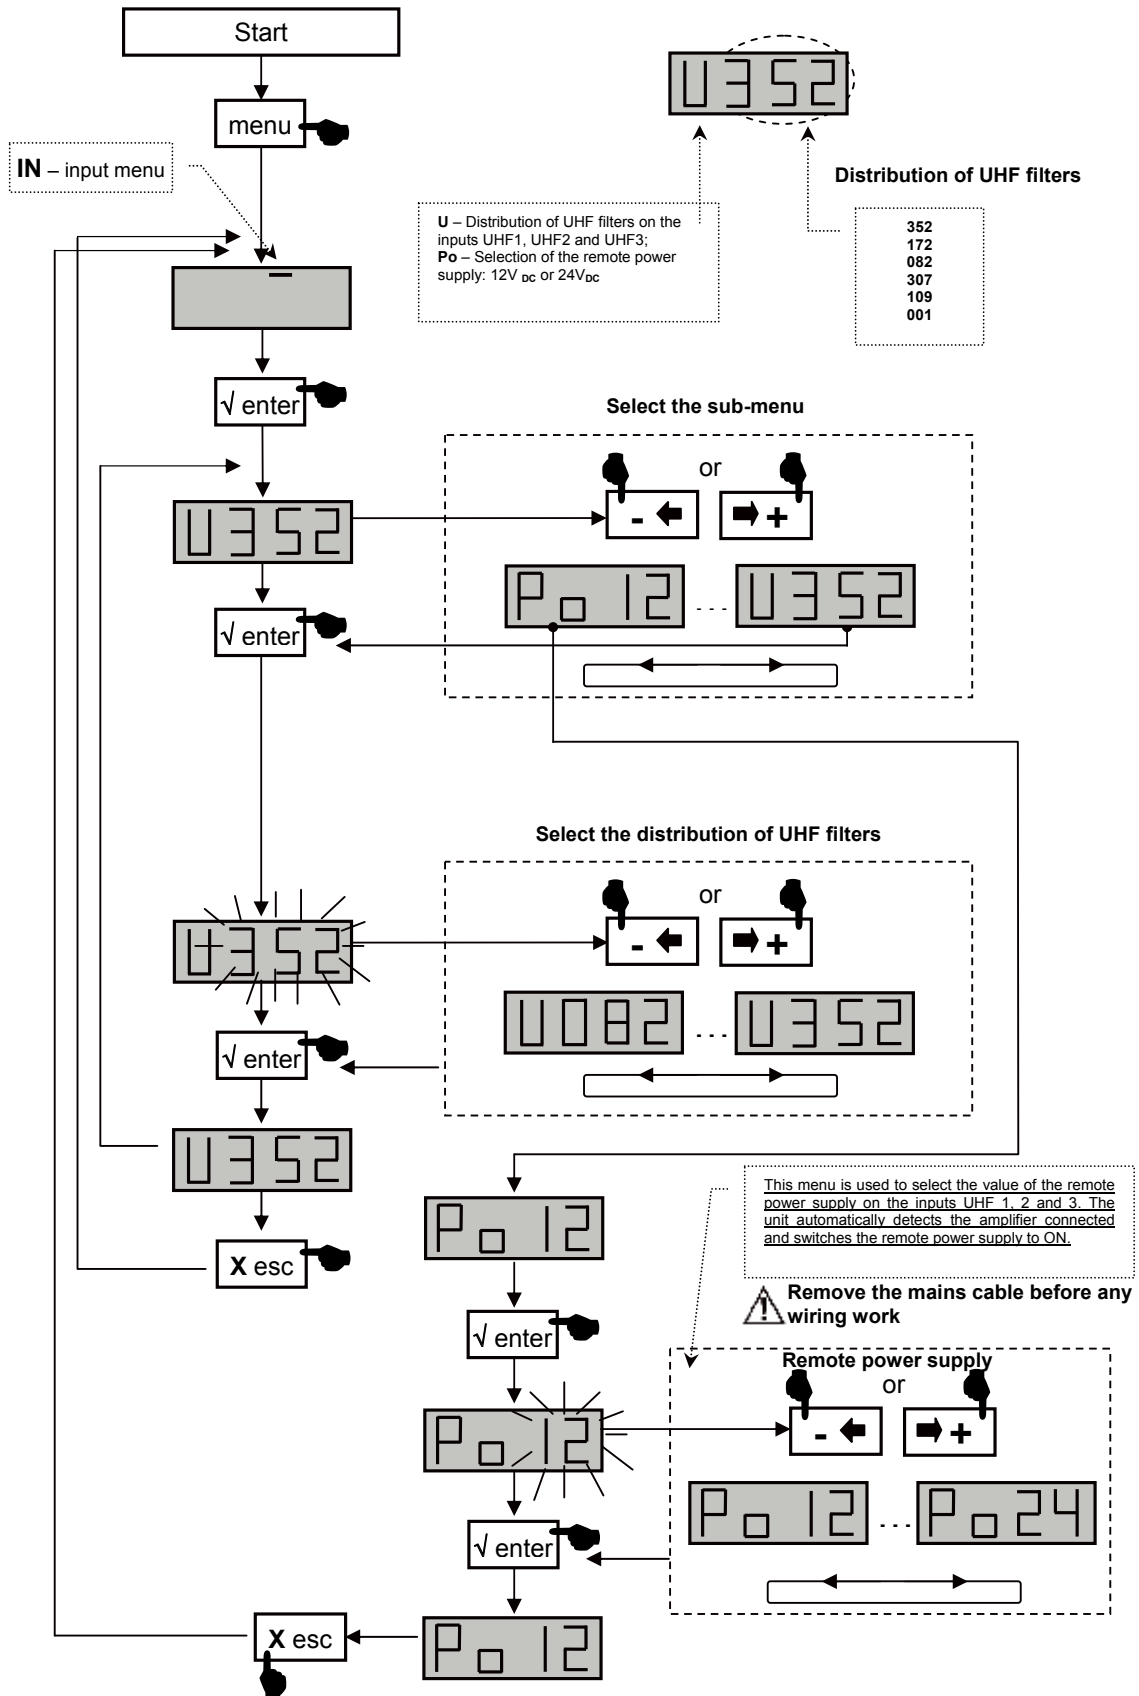 Start
U352
menu
IN – input menu
Distribution of UHF filters
U – Distribution of UHF filters on the
inputs UHF1, UHF2 and UHF3;
Po – Selection of the remote power
supply: 12V DC or 24VDC
352
172
082
307
109
001
√ enter
Select the sub-menu
or
- +
U352
Po 12 ... U352
√ enter
Select the distribution of UHF filters
or
- +
U352
U082 ... U352
√ enter
U352
This menu is used to select the value of the remote
power supply on the inputs UHF 1, 2 and 3. The
unit automatically detects the amplifier connected
and switches the remote power supply to ON.
Po 12
X esc
Remove the mains cable before any
wiring work
√ enter
Remote power supply
or
- +
Po 12
Po 12 ... Po 24
√ enter
X esc
Po 12